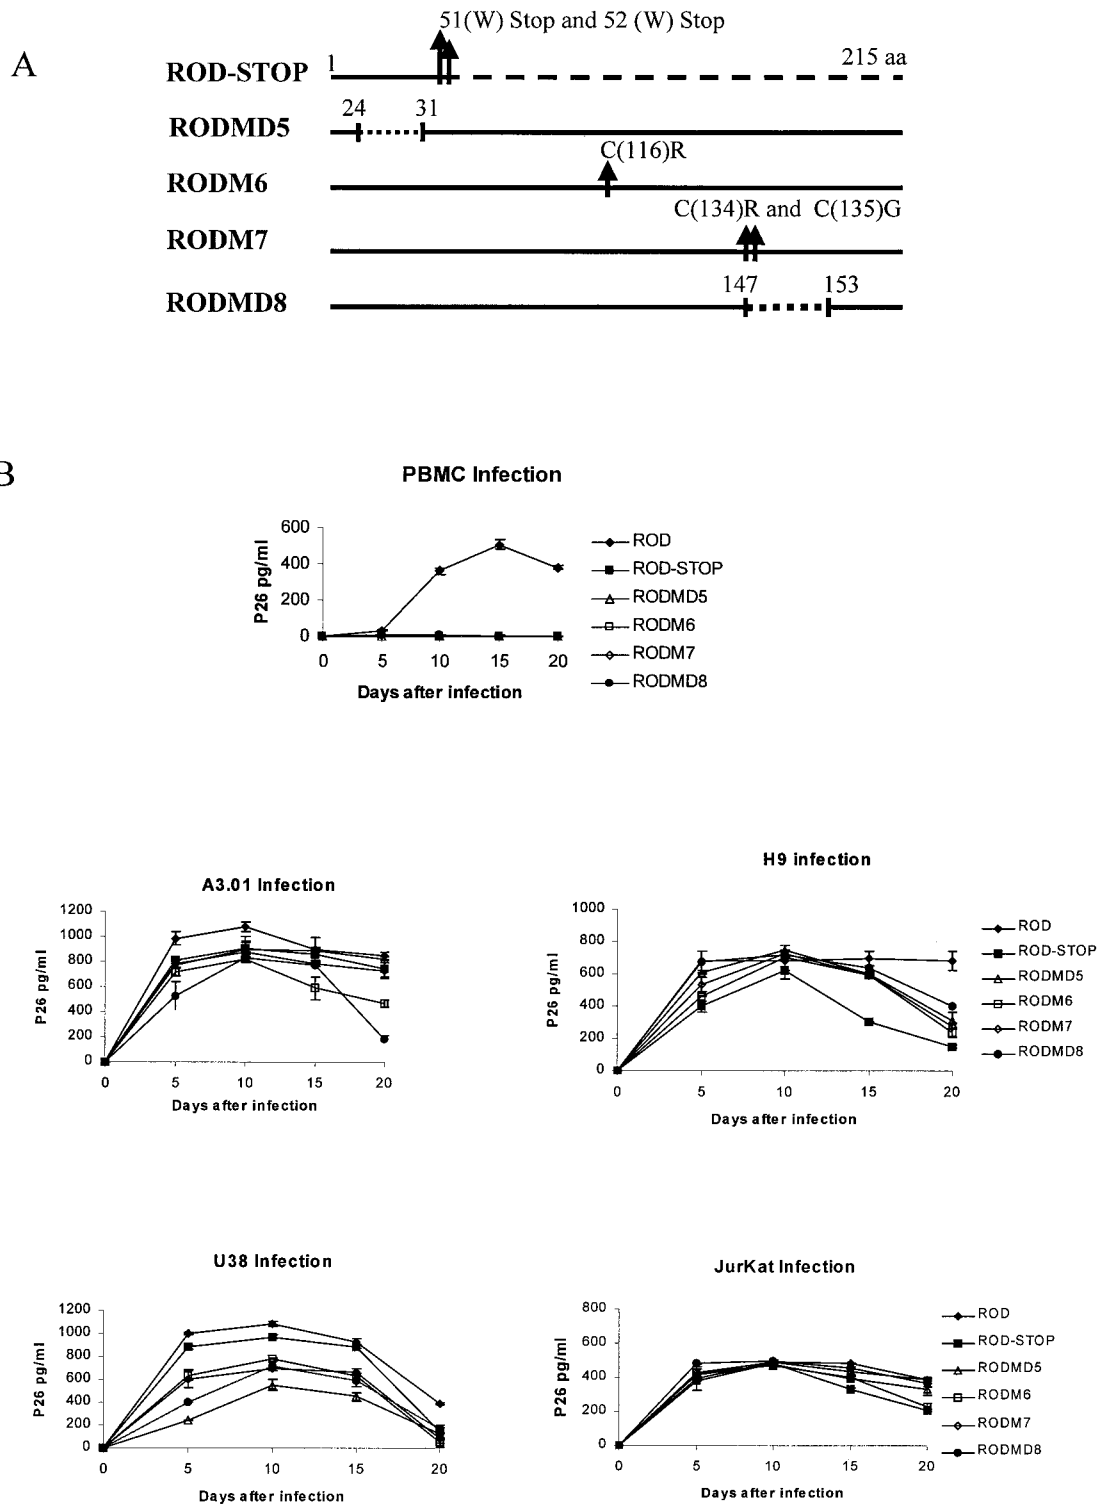 A
51(W) Stop and 52 (W) Stop
ROD-STOP
1
215 aa
24
31
RODMD5
C(116)R
RODM6
C(134)R and C(135)G
RODM7
147
153
RODMD8
B
PBMC Infection
P26 pg/ml
600
400
200
0
0 5 10 15 20
Days after infection
ROD
ROD-STOP
RODMD5
RODM6
RODM7
RODMD8
A3.01 Infection
P26 pg/ml
1200
1000
800
600
400
200
0
0 5 10 15 20
Days after infection
H9 infection
P26 pg/ml
1000
800
600
400
200
0
0 5 10 15 20
Days after infection
ROD
ROD-STOP
RODMD5
RODM6
RODM7
RODMD8
U38 Infection
P26 pg/ml
1200
1000
800
600
400
200
0
0 5 10 15 20
Days after infection
JurKat Infection
P26 pg/ml
800
600
400
200
0
0 5 10 15 20
Days after infection
ROD
ROD-STOP
RODMD5
RODM6
RODM7
RODMD8